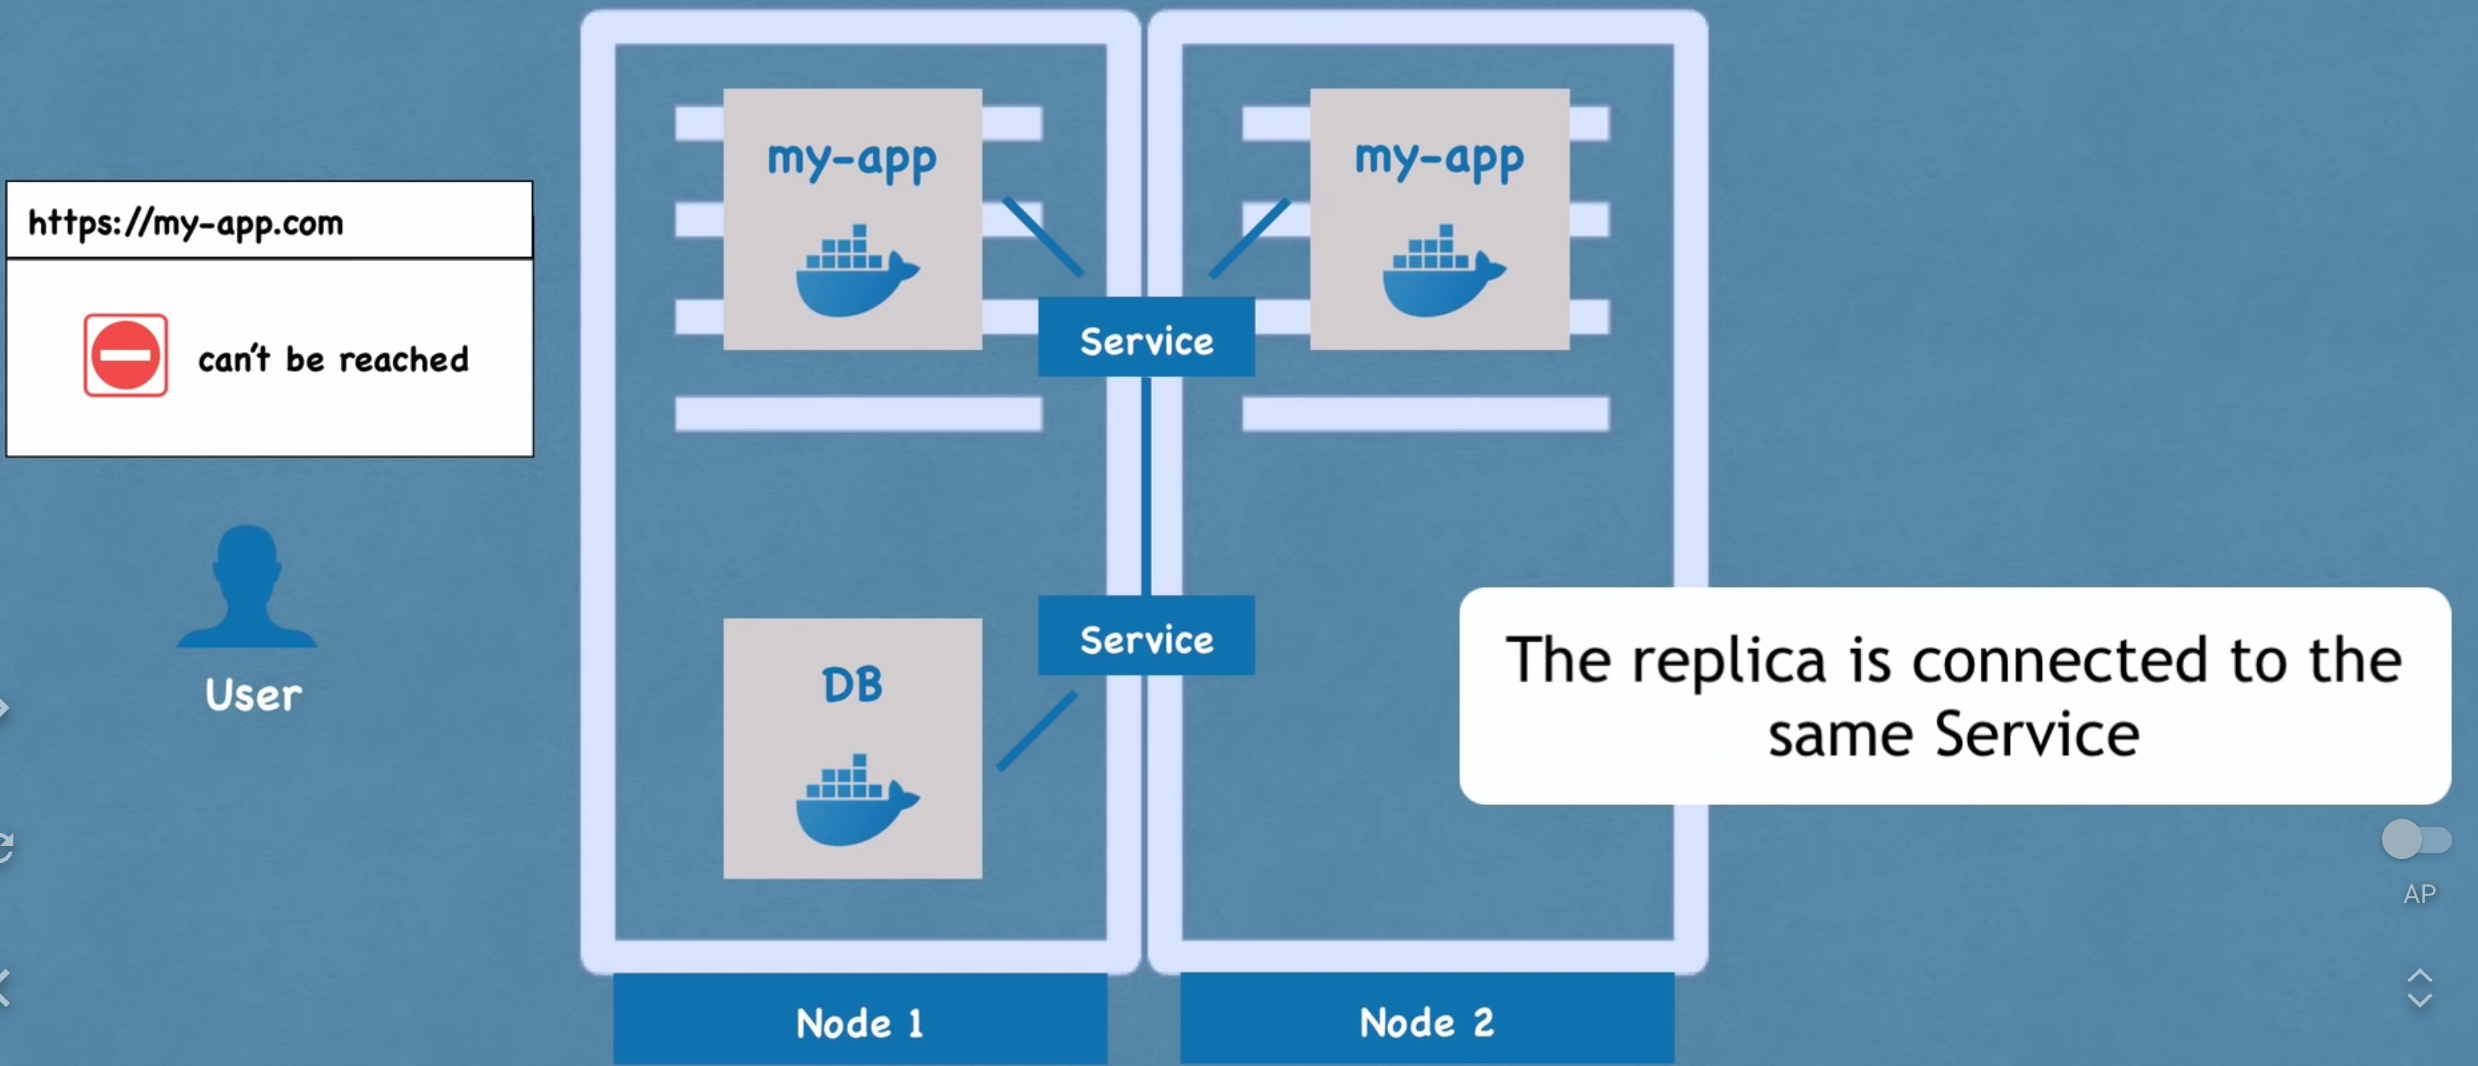 https://my-app.com
can't be reached
User
my-app
my-app
Service
Service
DB
The replica is connected to the
same Service
AP
Node 1
Node 2